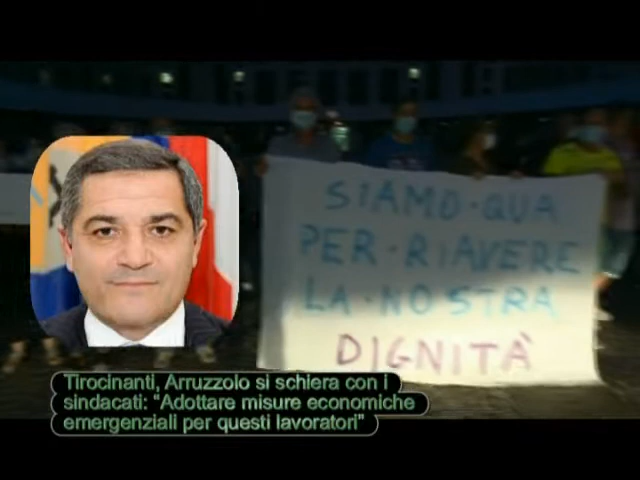 SIAMO·QUA
PER·RIAVERE
LA·NOSTRA
DIGNITÀ
Tirocinanti, Arruzzolo si schiera con i
sindacati: "Adottare misure economiche
emergenziali per questi lavoratori"